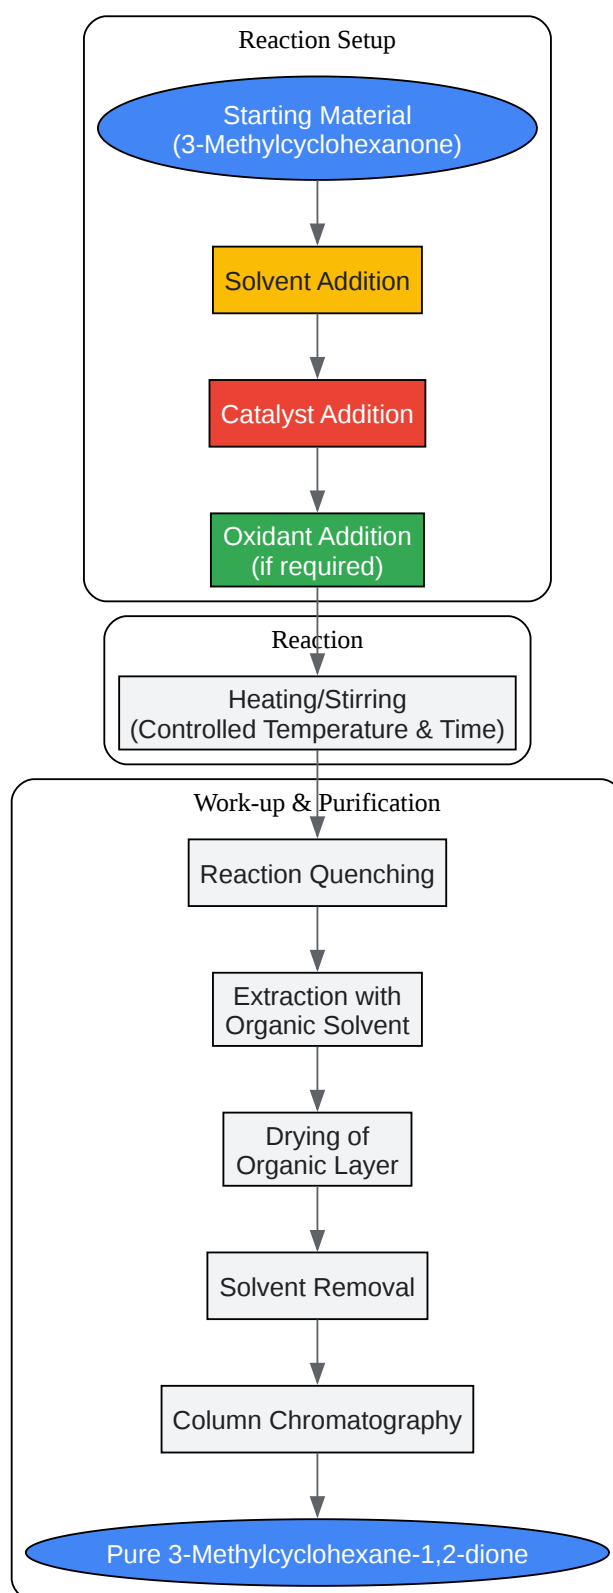 Reaction Setup
Starting Material
(3-Methylcyclohexanone)
Solvent Addition
Catalyst Addition
Oxidant Addition
(if required)
Reaction
Heating/Stirring
(Controlled Temperature & Time)
Work-up & Purification
Reaction Quenching
Extraction with
Organic Solvent
Drying of
Organic Layer
Solvent Removal
Column Chromatography
Pure 3-Methylcyclohexane-1,2-dione